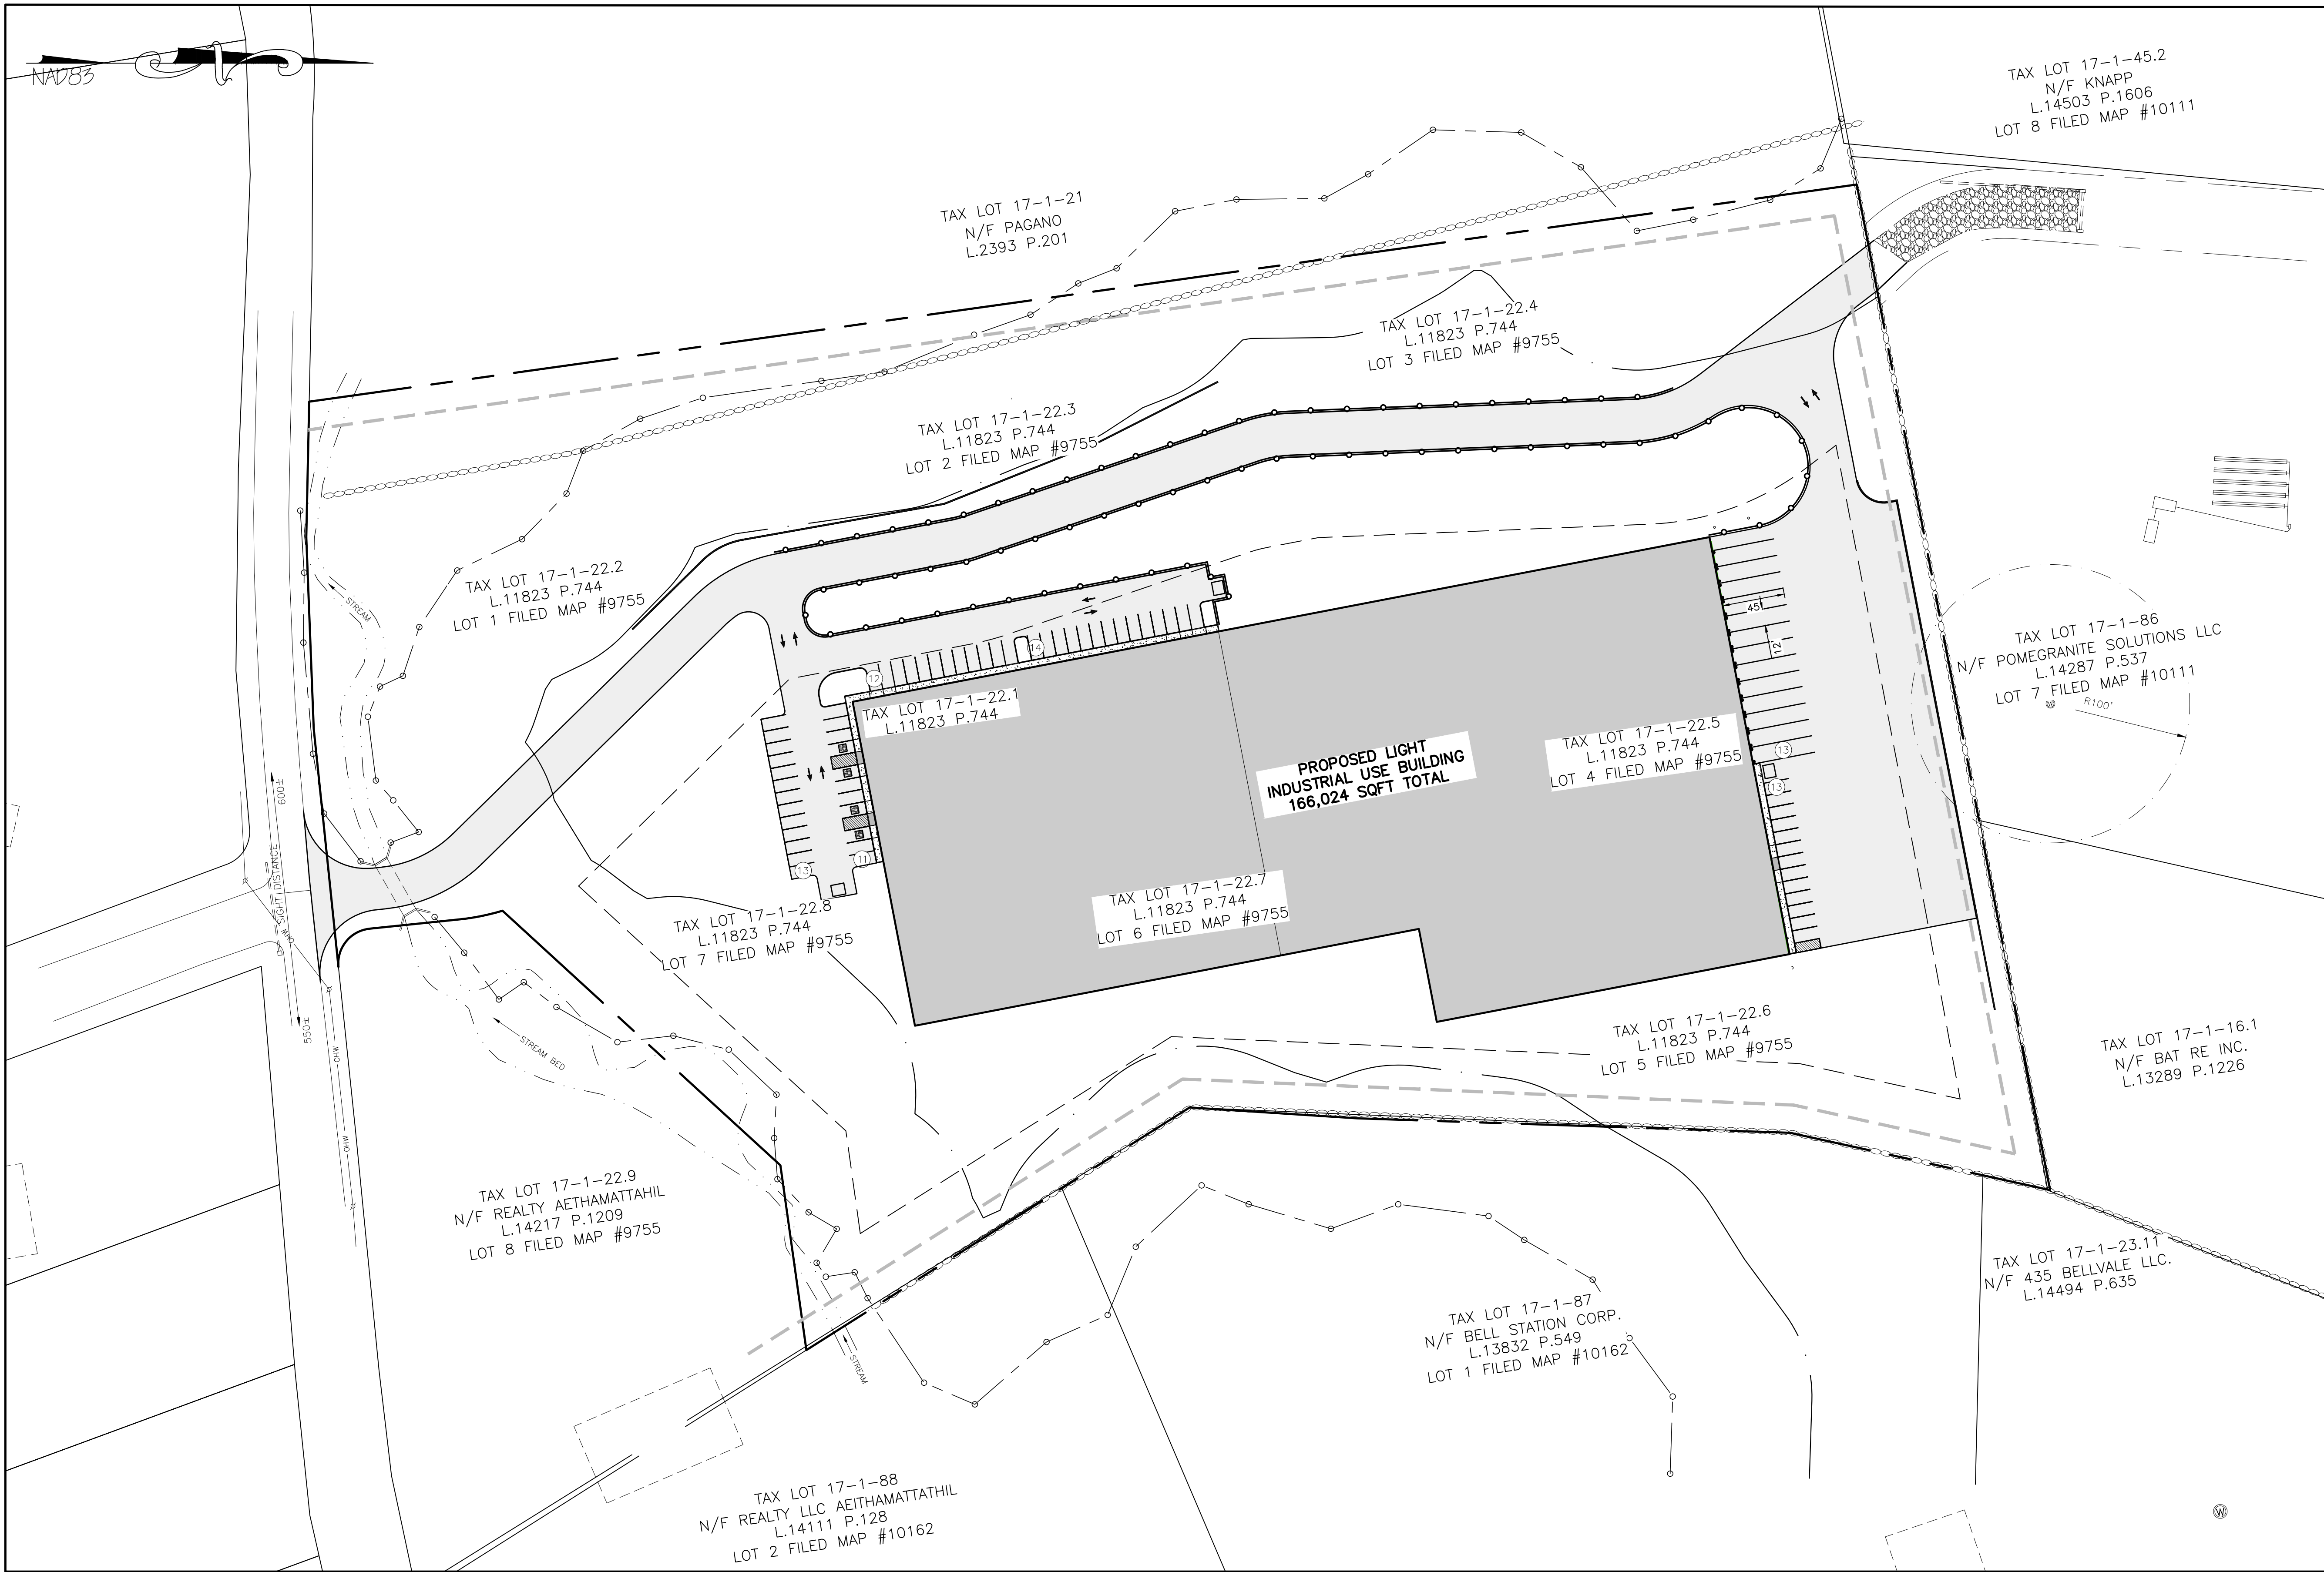 NAD83
TAX LOT 17-1-45.2
N/F KNAPP
L.14503 P.1606
LOT 8 FILED MAP #10111
TAX LOT 17-1-21
N/F PAGANO
L.2393 P.201
TAX LOT 17-1-22.4
L.11823 P.744
LOT 3 FILED MAP #9755
TAX LOT 17-1-22.3
L.11823 P.744
LOT 2 FILED MAP #9755
TAX LOT 17-1-22.2
L.11823 P.744
LOT 1 FILED MAP #9755
STREAM
45'
12'
14
12
TAX LOT 17-1-86
N/F POMEGRANITE SOLUTIONS LLC
L.14287 P.537
LOT 7 FILED MAP #10111
R100'
TAX LOT 17-1-22.1
L.11823 P.744
PROPOSED LIGHT
INDUSTRIAL USE BUILDING
166,024 SQFT TOTAL
TAX LOT 17-1-22.5
L.11823 P.744
LOT 4 FILED MAP #9755
13
13
13
11
600±
SIGHT DISTANCE
550±
OHW
OHW
OHW
TAX LOT 17-1-22.7
L.11823 P.744
LOT 6 FILED MAP #9755
TAX LOT 17-1-22.8
L.11823 P.744
LOT 7 FILED MAP #9755
STREAM BED
TAX LOT 17-1-22.6
L.11823 P.744
LOT 5 FILED MAP #9755
TAX LOT 17-1-16.1
N/F BAT RE INC.
L.13289 P.1226
TAX LOT 17-1-22.9
N/F REALTY AETHAMATTAHIL
L.14217 P.1209
LOT 8 FILED MAP #9755
TAX LOT 17-1-23.11
N/F 435 BELLVALE LLC.
L.14494 P.635
TAX LOT 17-1-87
N/F BELL STATION CORP.
L.13832 P.549
LOT 1 FILED MAP #10162
STREAM
TAX LOT 17-1-88
N/F REALTY LLC AEITHAMATTATHIL
L.14111 P.128
LOT 2 FILED MAP #10162
W